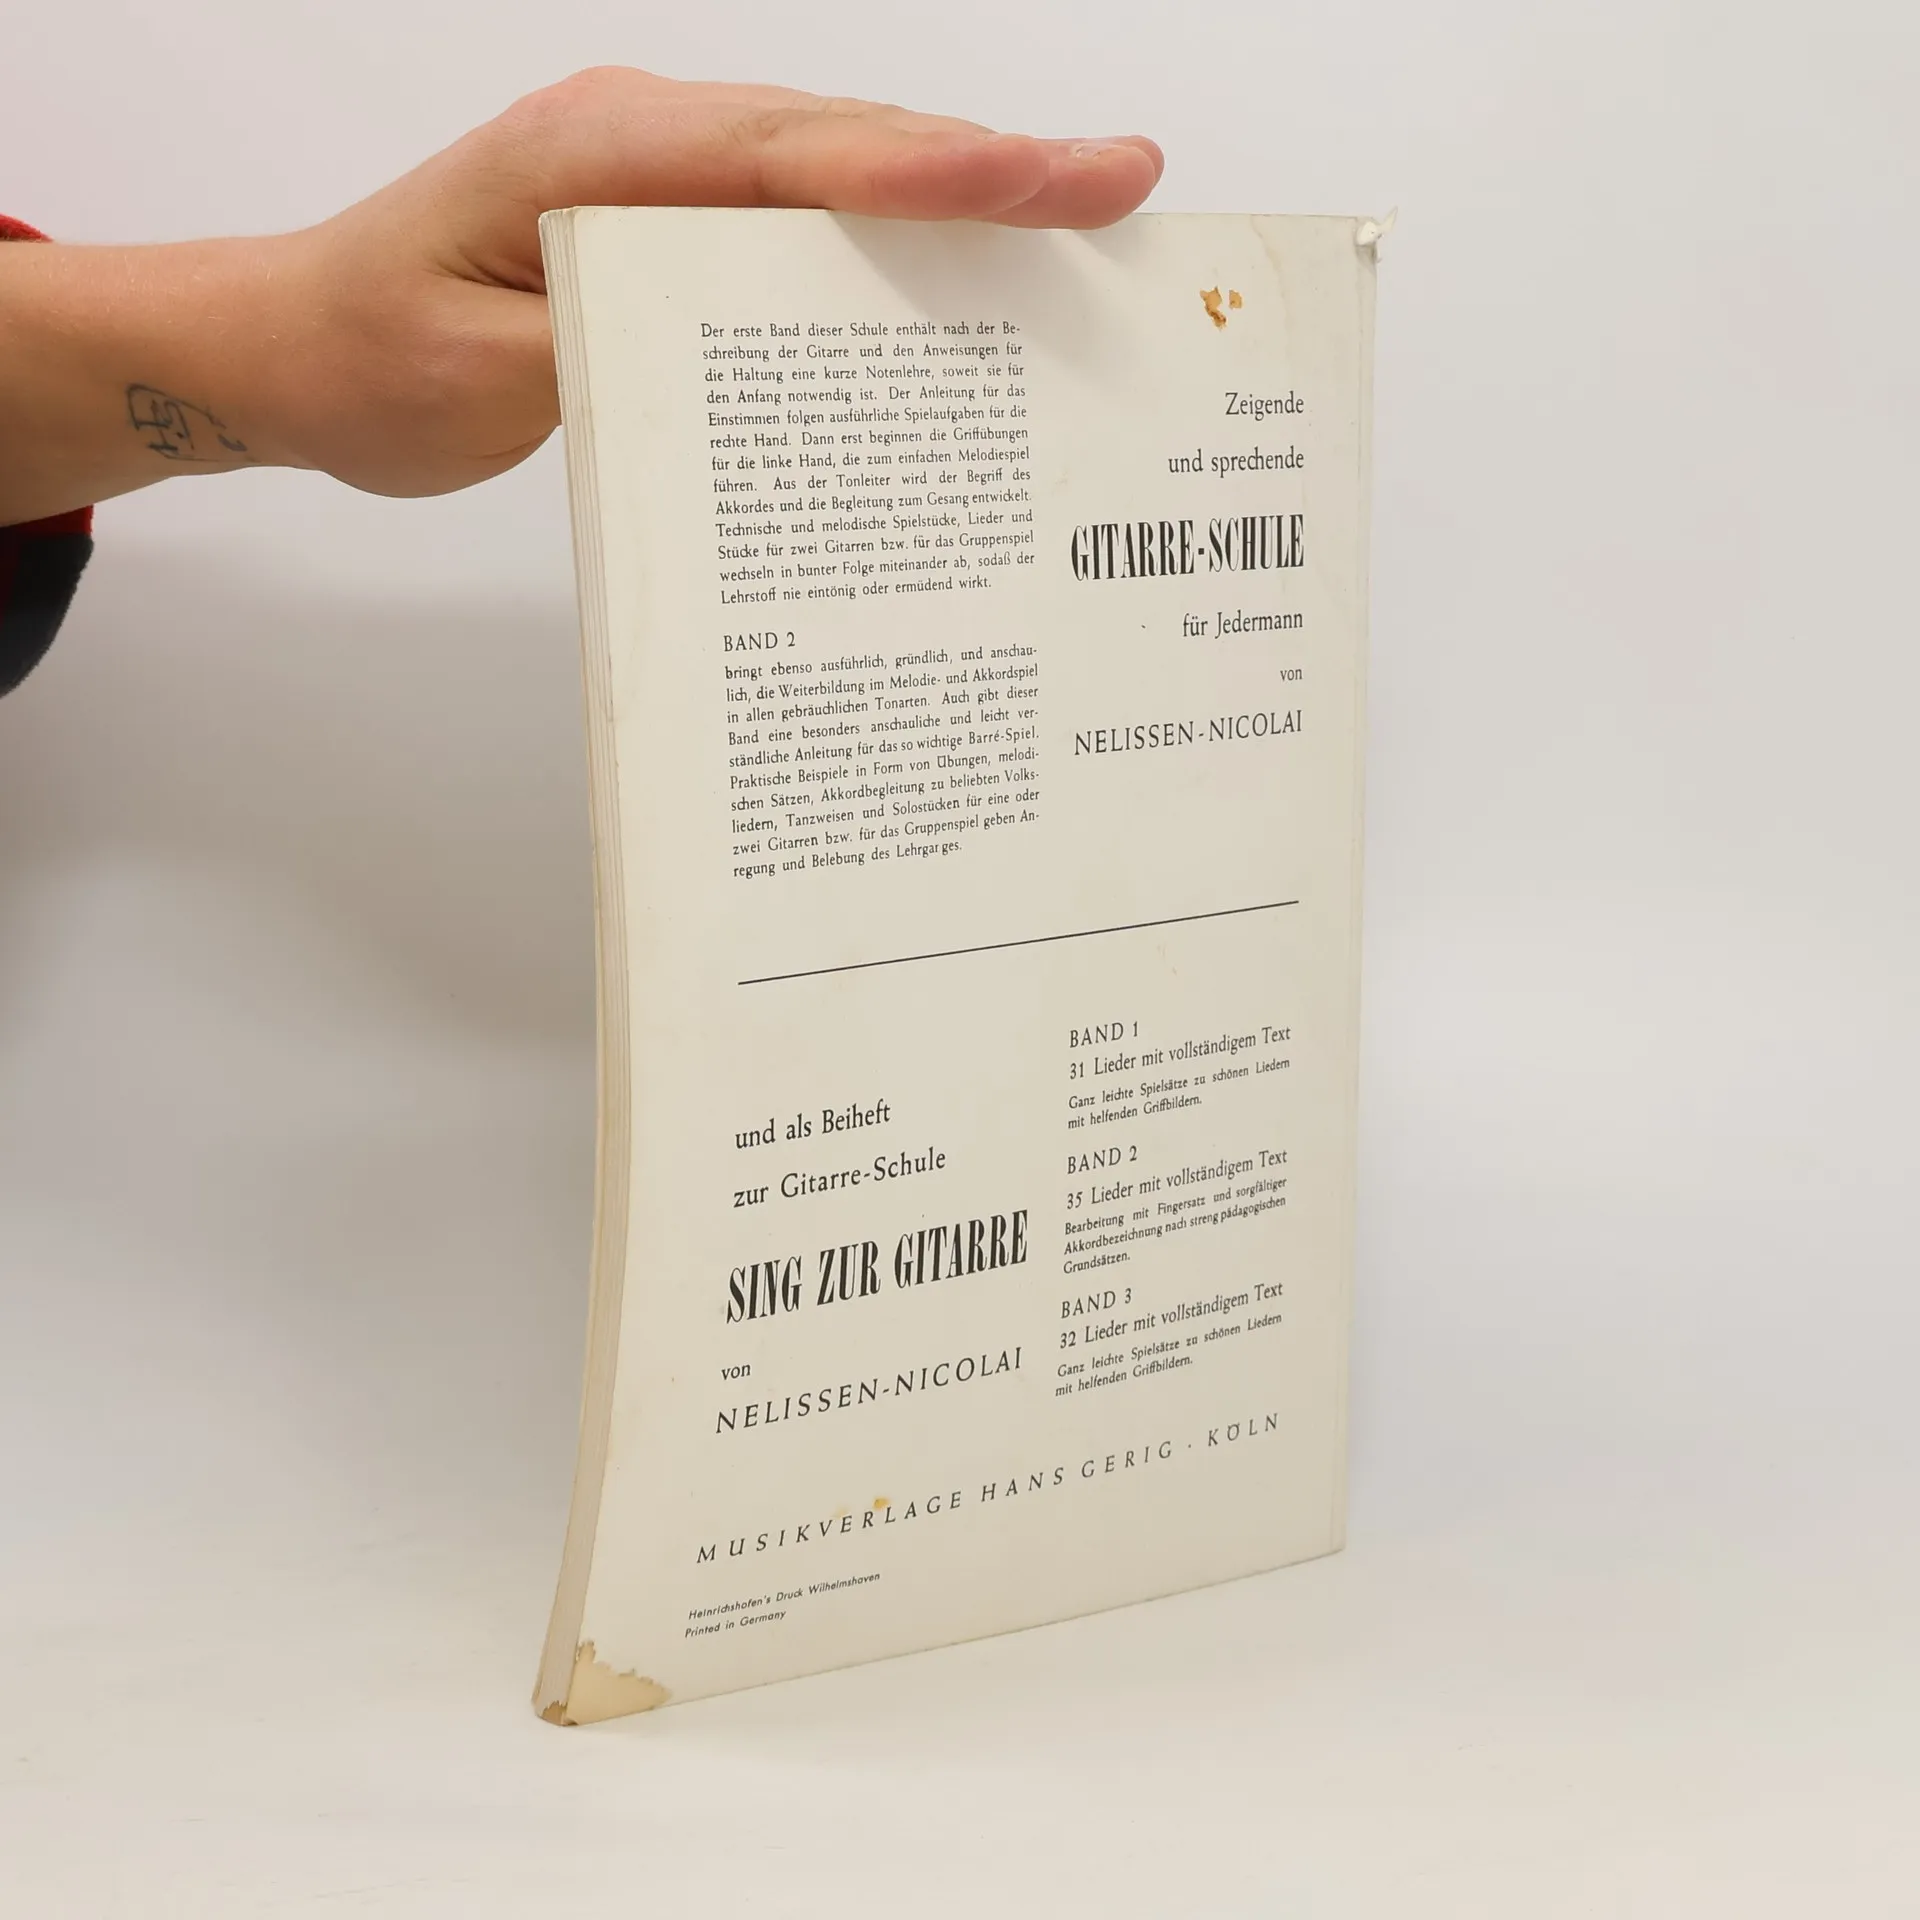 Der erste Band dieser Schule enthält nach der Be-
schreibung der Gitarre und den Anweisungen für
die Haltung eine kurze Notenlehre, soweit sie für
den Anfang notwendig ist. Der Anleitung für das
Einstimmen folgen ausführliche Spielaufgaben für die
rechte Hand. Dann erst beginnen die Griffübungen
für die linke Hand, die zum einfachen Melodiespiel
führen. Aus der Tonleiter wird der Begriff des
Akkordes und die Begleitung zum Gesang entwickelt.
Technische und melodische Spielstücke, Lieder und
Stücke für zwei Gitarren bzw. für das Gruppenspiel
wechseln in bunter Folge miteinander ab, sodaß der
Lehrstoff nie eintönig oder ermüdend wirkt.
BAND 2
bringt ebenso ausführlich, gründlich, und anschau-
lich, die Weiterbildung im Melodie- und Akkordspiel
in allen gebräuchlichen Tonarten. Auch gibt dieser
Band eine besonders anschauliche und leicht ver-
ständliche Anleitung für das so wichtige Barré-Spiel.
Praktische Beispiele in Form von Übungen, melodi-
schen Sätzen, Akkordbegleitung zu beliebten Volks-
liedern, Tanzweisen und Solostücken für eine oder
zwei Gitarren bzw. für das Gruppenspiel geben An-
regung und Belebung des Lehrgar ges.
Zeigende
und sprechende
GITARRE-SCHULE
für Jedermann
von
NELISSEN-NICOLAI
und als Beiheft
zur Gitarre-Schule
SING ZUR GITARRE
von
NELISSEN-NICOLAI
BAND 1
31 Lieder mit vollständigem Text
Ganz leichte Spielsätze zu schönen Liedern
mit helfenden Griffbildern.
BAND 2
35 Lieder mit vollständigem Text
Bearbeitung mit Fingersatz und sorgfältiger
Akkordbezeichnung nach streng pädagogischen
Grundsätzen.
BAND 3
32 Lieder mit vollständigem Text
Ganz leichte Spielsätze zu schönen Liedern
mit helfenden Griffbildern.
MUSIKVERLAGE HANS GERIG · KÖLN
Heinrichshofen's Druck Wilhelmshaven
Printed in Germany